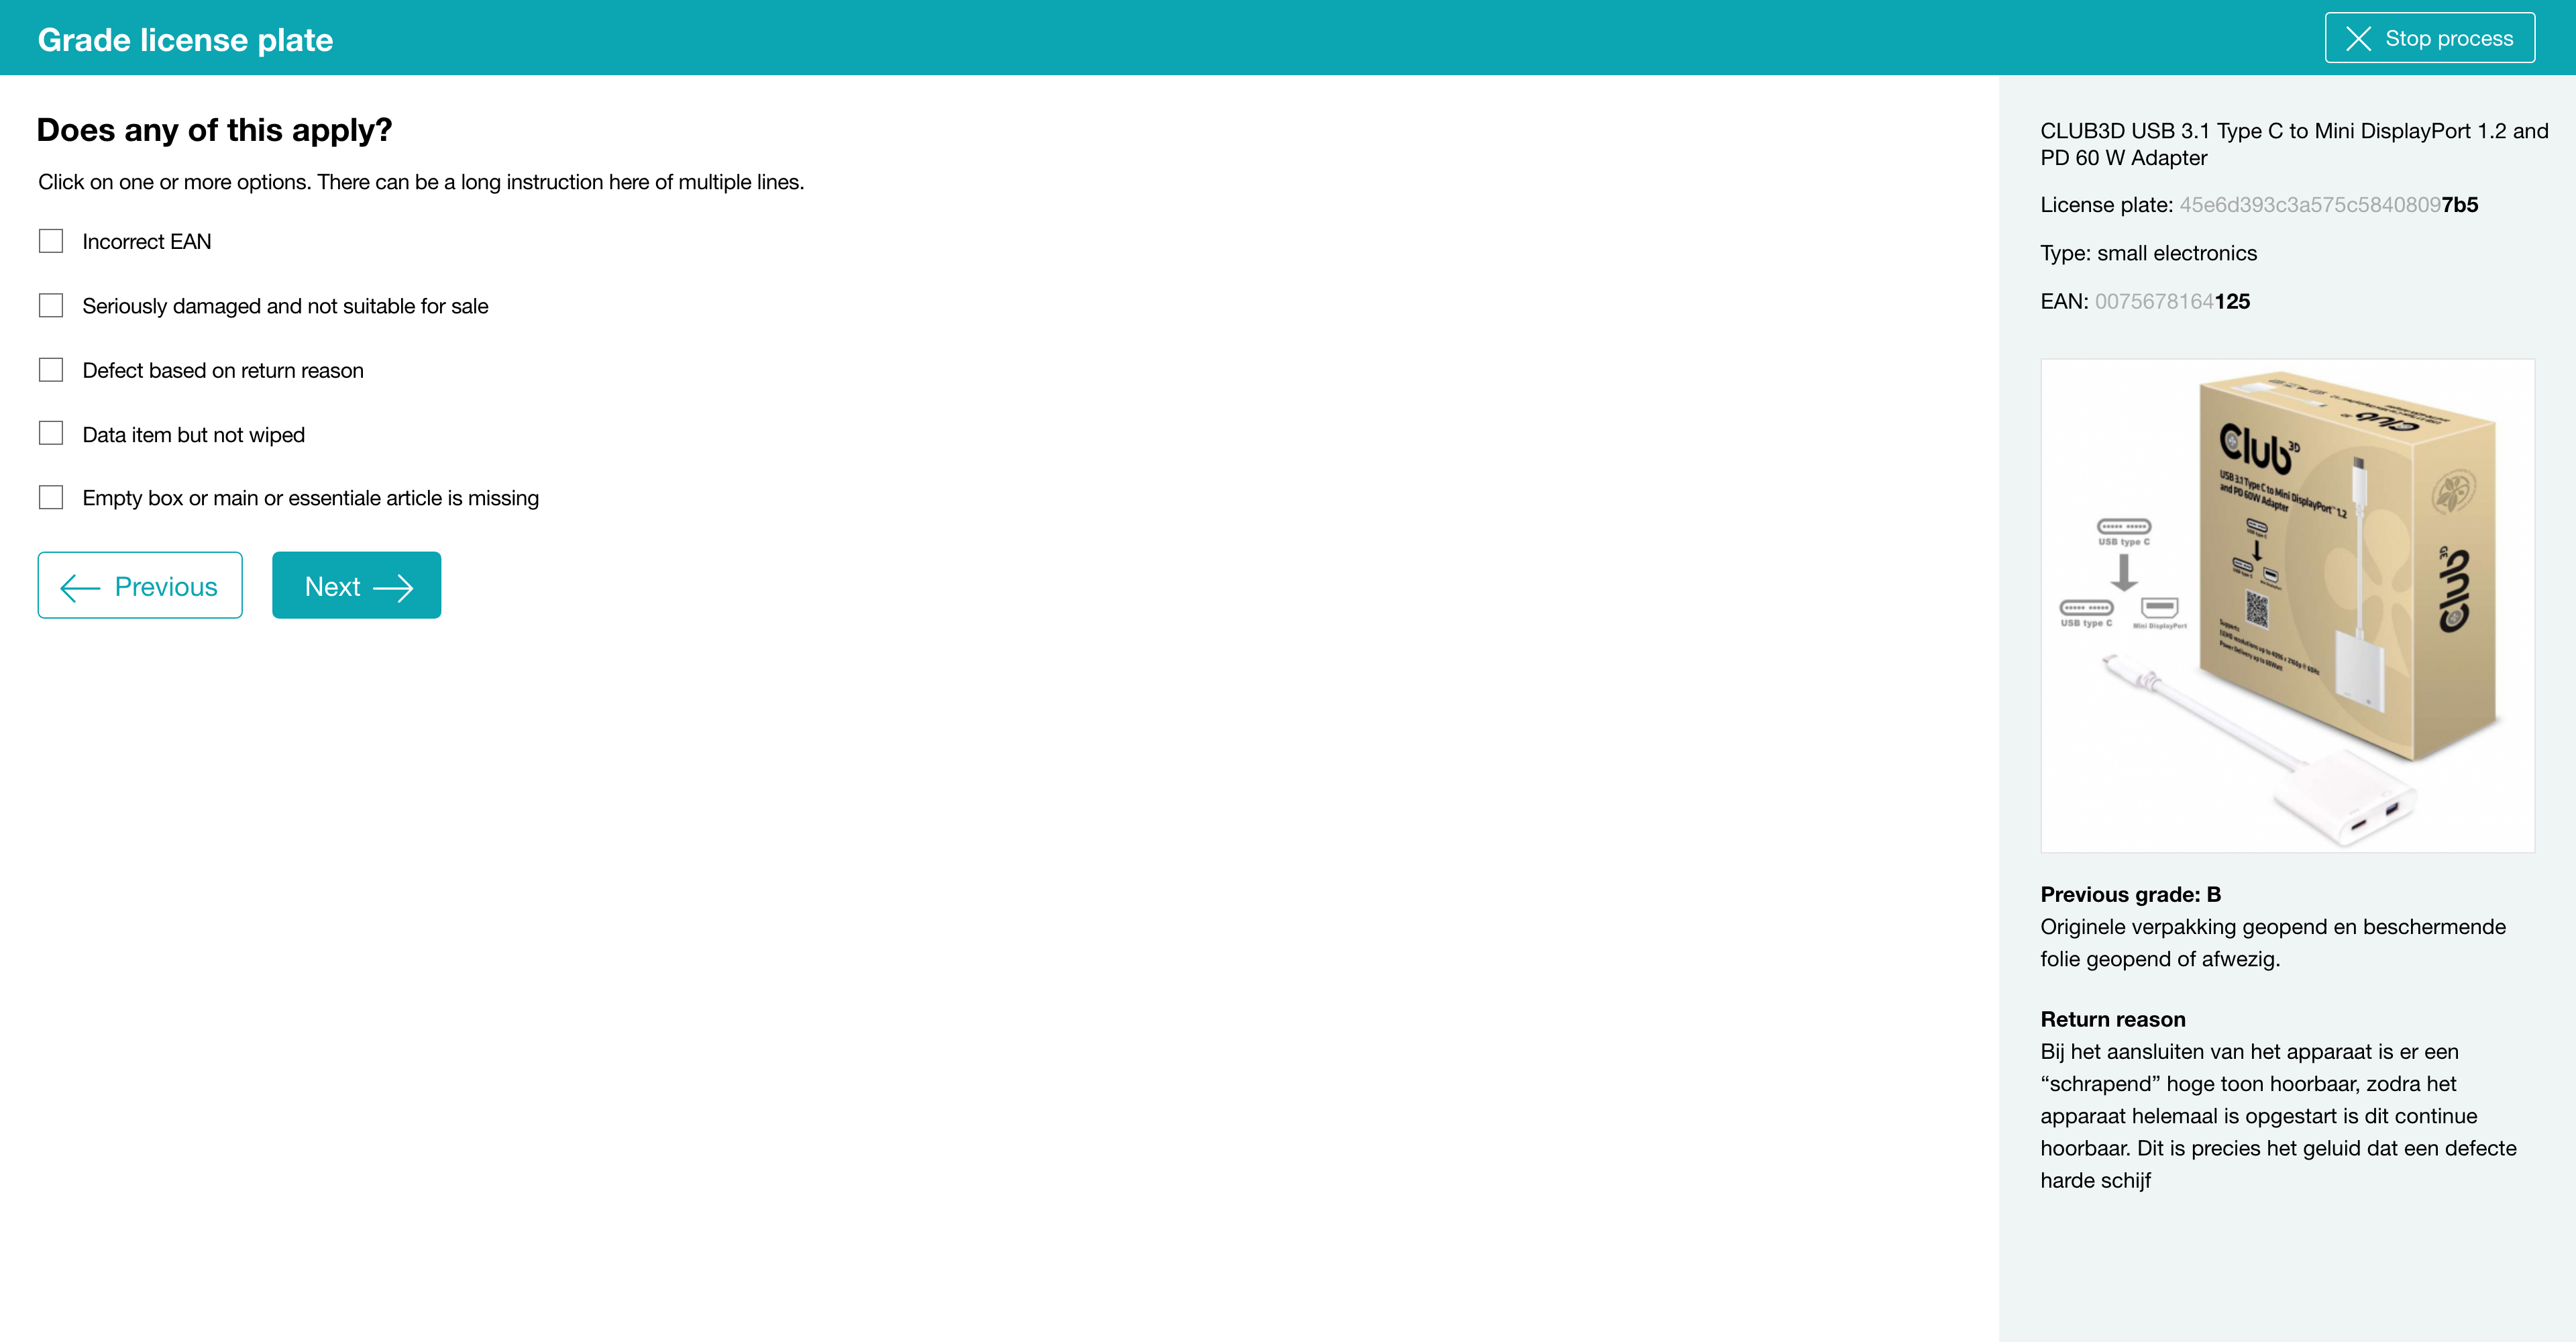 Grade license plate
Stop process
Does any of this apply?
Click on one or more options. There can be a long instruction here of multiple lines.
Incorrect EAN
Seriously damaged and not suitable for sale
Defect based on return reason
Data item but not wiped
Empty box or main or essentiale article is missing
Previous
Next
CLUB3D USB 3.1 Type C to Mini DisplayPort 1.2 and
PD 60 W Adapter
License plate: 45e6d393c3a575c58408097b5
Type: small electronics
EAN: 0075678164125
Club 3D
USB 3.1 Type C to Mini DisplayPort™ 1.2
and PD 60W Adapter
Club
USB type C
USB type C
Mini DisplayPort
Supports
Power Delivery up to 60Watt
Previous grade: B
Originele verpakking geopend en beschermende
folie geopend of afwezig.
Return reason
Bij het aansluiten van het apparaat is er een
“schrapend” hoge toon hoorbaar, zodra het
apparaat helemaal is opgestart is dit continue
hoorbaar. Dit is precies het geluid dat een defecte
harde schijf